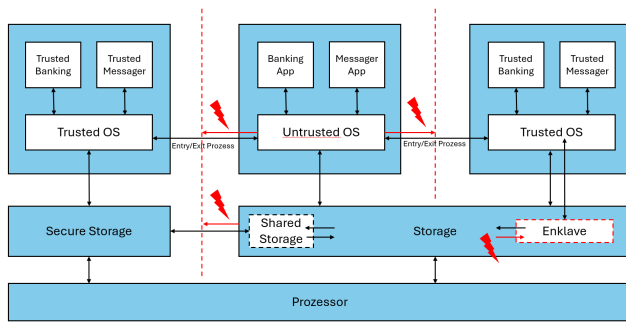 Trusted
Banking
Trusted
Messager
Banking
App
Messager
App
Trusted
Banking
Trusted
Messager
Trusted OS
Untrusted OS
Trusted OS
Entry/Exit Prozess
Entry/Exit Prozess
Secure Storage
Shared
Storage
Storage
Enklave
Prozessor